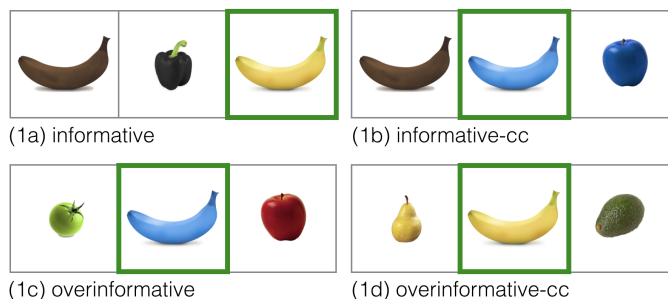 (1a) informative
(1b) informative-cc
(1c) overinformative
(1d) overinformative-cc